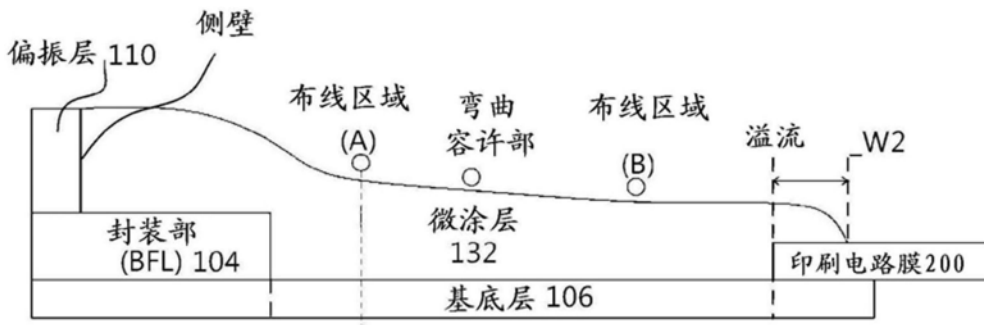 侧壁
偏振层 110
布线区域
(A)
弯曲
容许部
布线区域
(B)
溢流
_W2
封装部
(BFL) 104
微涂层
132
印刷电路膜200
基底层 106